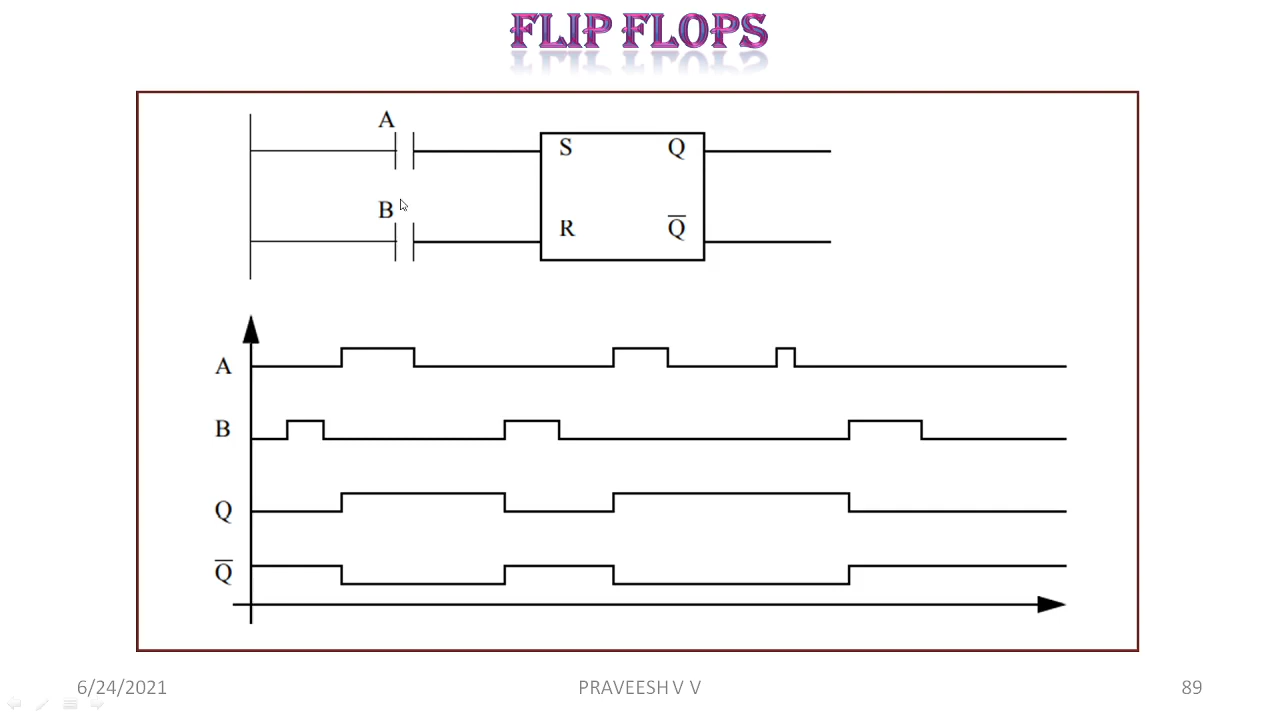 FLIP FLOPS
A
S Q
B
R Q̅
A
B
Q
Q̅
6/24/2021 PRAVEESH V V 89